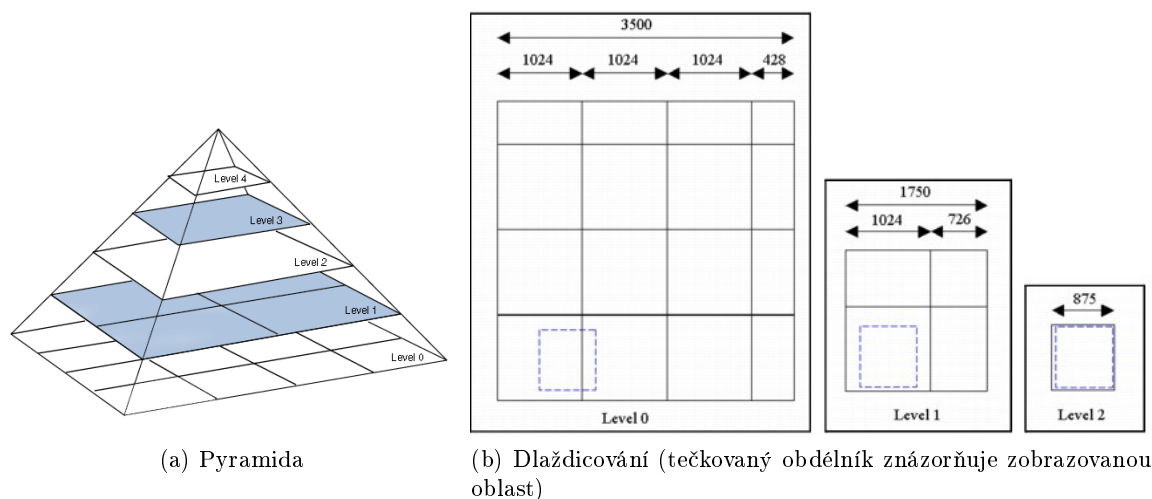 Level 4
Level 3
Level 2
Level 1
Level 0
(a) Pyramida
3500
1024 1024 1024 428
Level 0
1750
1024 726
Level 1
875
Level 2
(b) Dlaždicování (tečkovaný obdélník znázorňuje zobrazovanou
oblast)